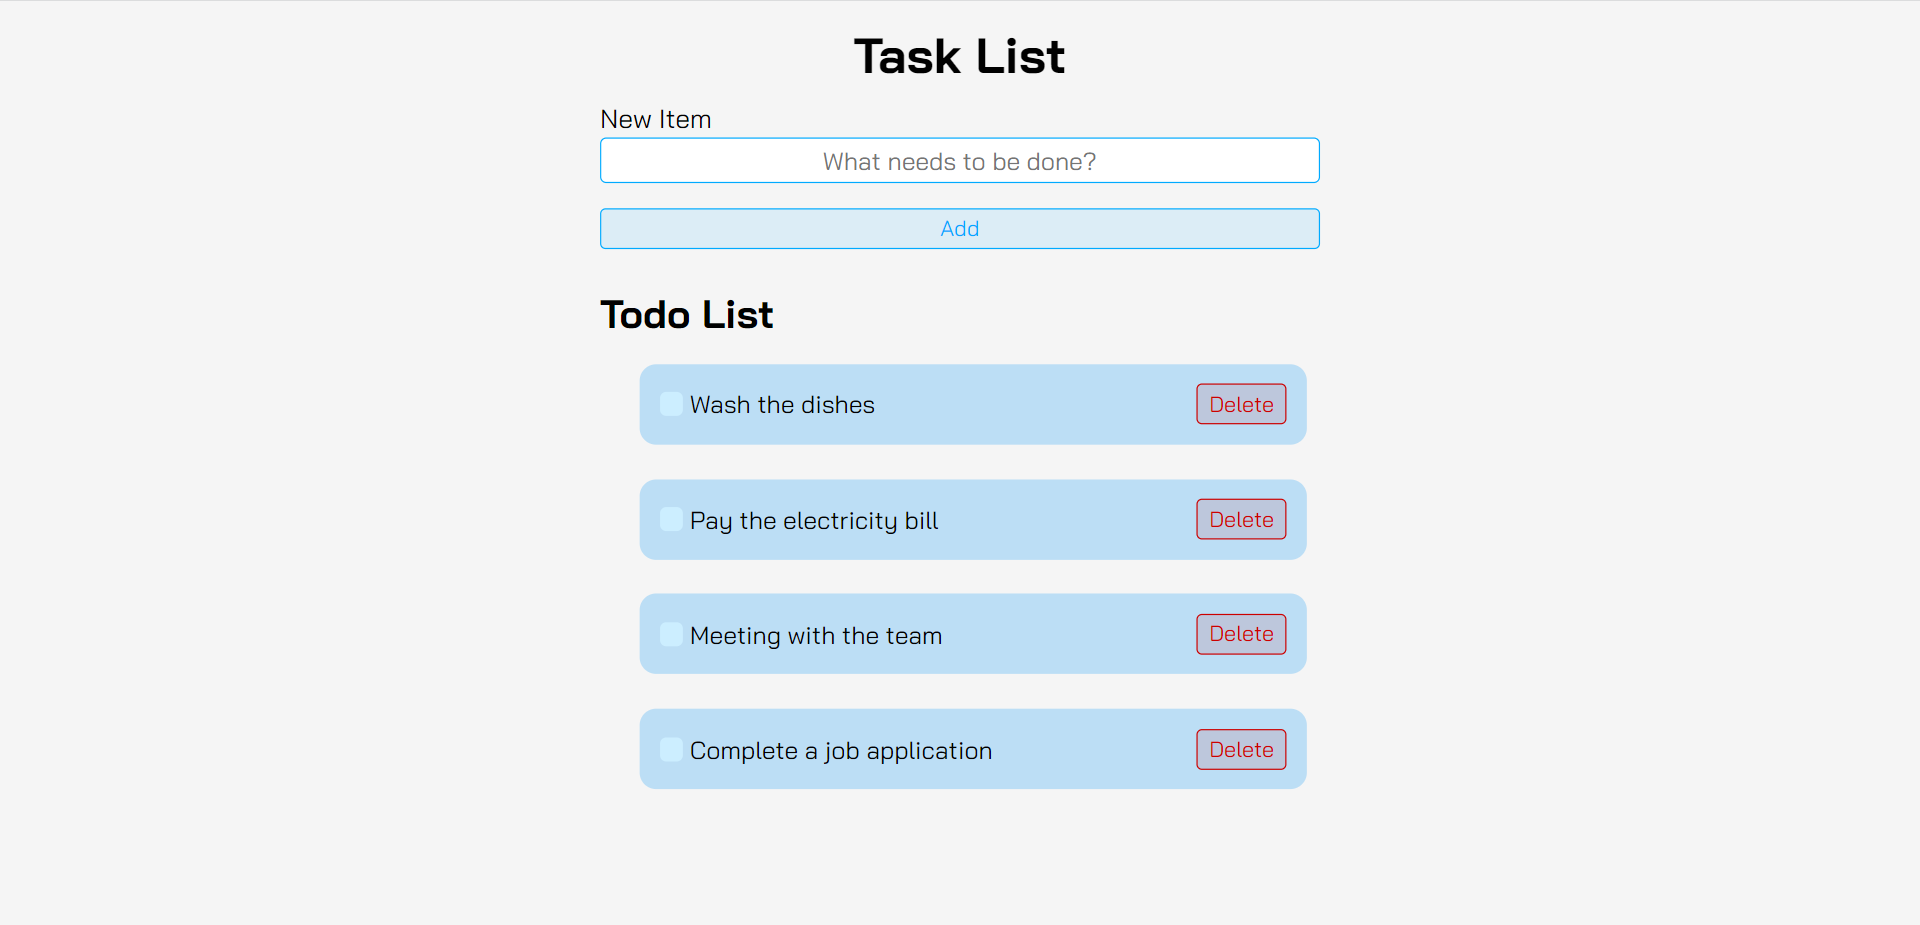 Task List
New Item
What needs to be done?
Add
Todo List
Wash the dishes Delete
Pay the electricity bill Delete
Meeting with the team Delete
Complete a job application Delete